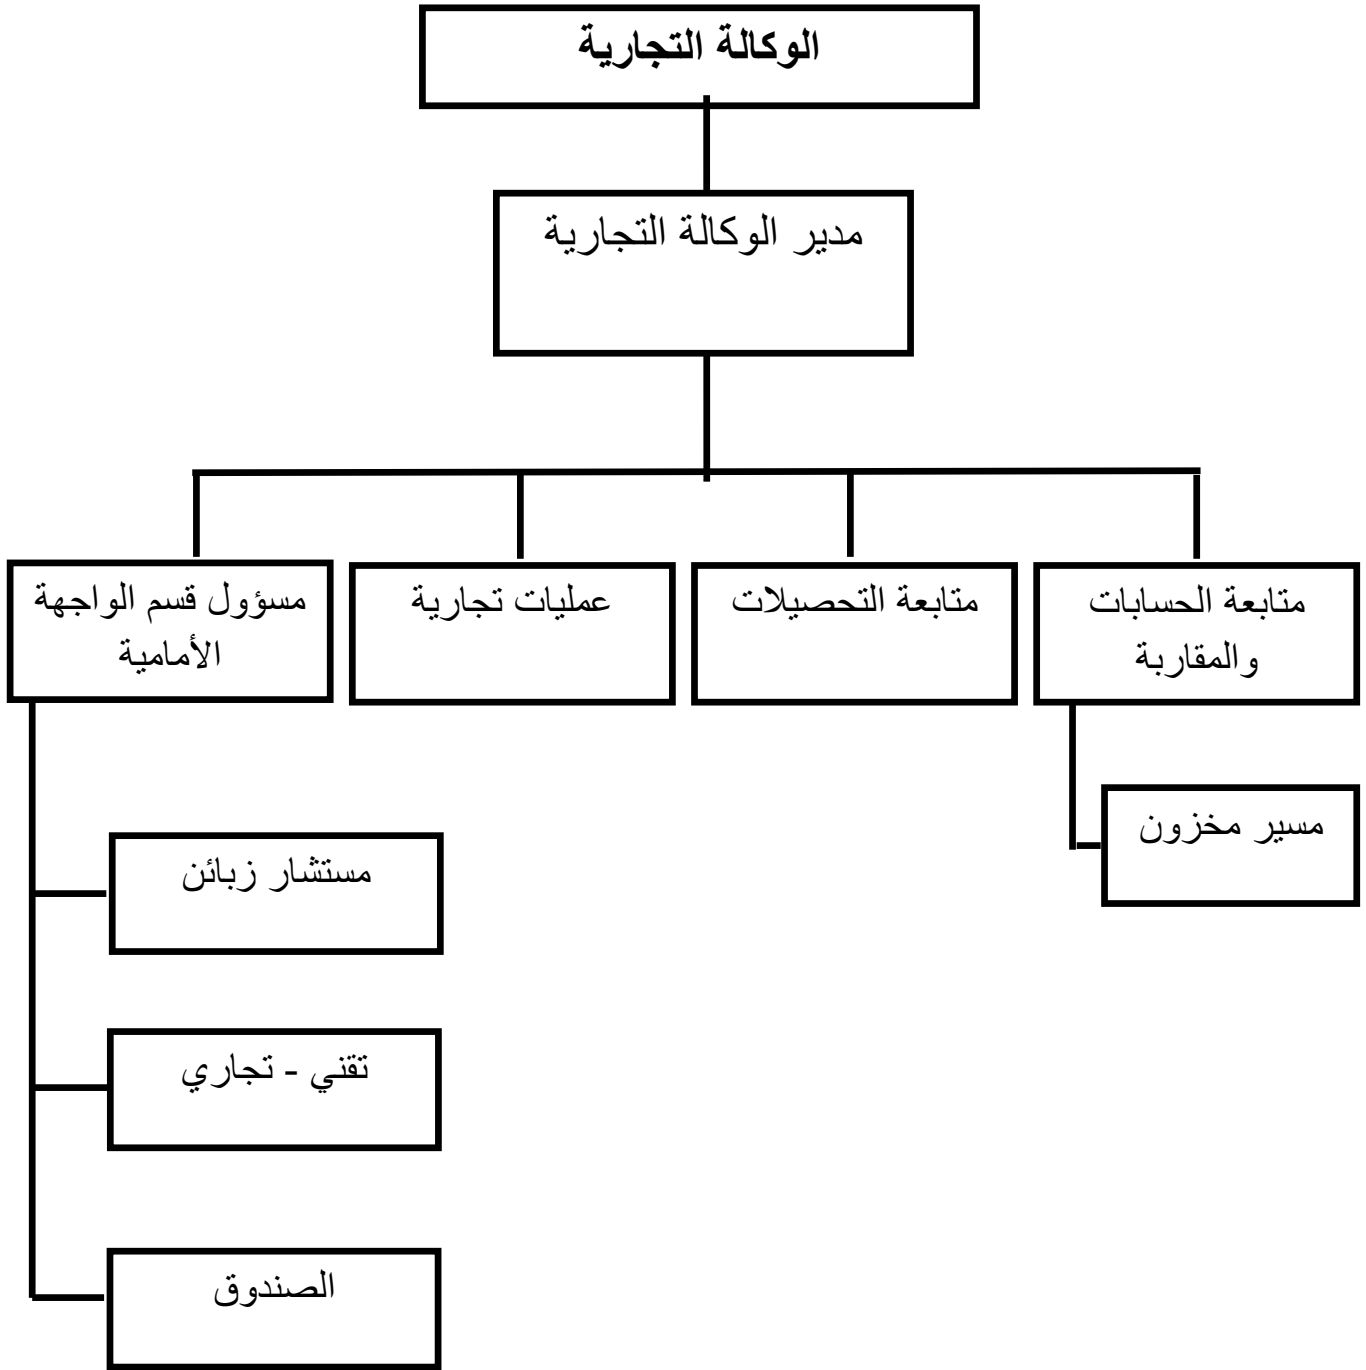 الوكالة التجارية
مدير الوكالة التجارية
متابعة الحسابات
والمقاربة
متابعة التحصيلات
عمليات تجارية
مسؤول قسم الواجهة
الأمامية
مسير مخزون
مستشار زبائن
تقني - تجاري
الصندوق